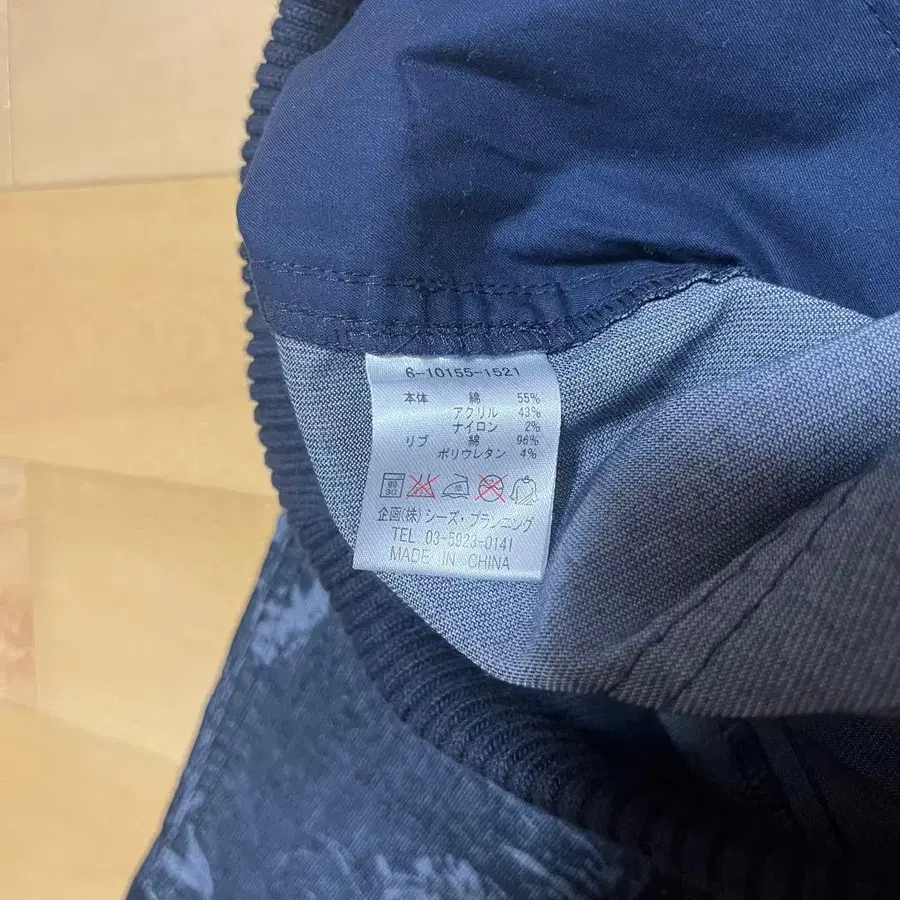 6-10155-1521
本体 綿 55%
アクリル 43%
ナイロン 2%
リブ 綿 96%
ポリウレタン 4%
企画(株)シーズ・プランニング
TEL 03-5923-0141
MADE IN CHINA